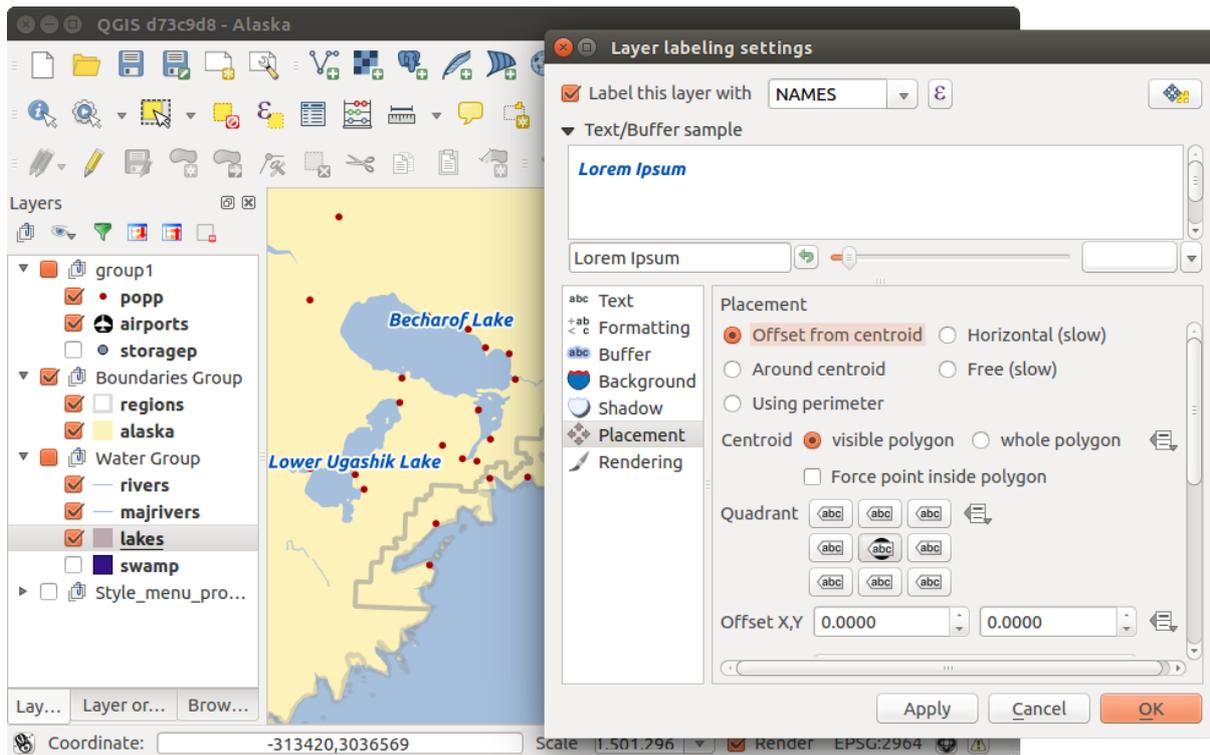 QGIS d73c9d8 - Alaska
Layers
group1
popp
airports
storagep
Boundaries Group
regions
alaska
Water Group
rivers
majrivers
lakes
swamp
Style_menu_pro...
Lay...
Layer or...
Brow...
Coordinate:
-313420,3036569
Scale
1.501.296
Render
EPSG:2964
Becharof Lake
Lower Ugashik Lake
Layer labeling settings
Label this layer with
NAMES
ε
Text/Buffer sample
Lorem Ipsum
Lorem Ipsum
abc Text
+ab < c Formatting
abc Buffer
Background
Shadow
Placement
Rendering
Placement
Offset from centroid
Horizontal (slow)
Around centroid
Free (slow)
Using perimeter
Centroid
visible polygon
whole polygon
Force point inside polygon
Quadrant
abc abc abc
abc abc abc
abc abc abc
Offset X,Y
0.0000
0.0000
Apply
Cancel
OK